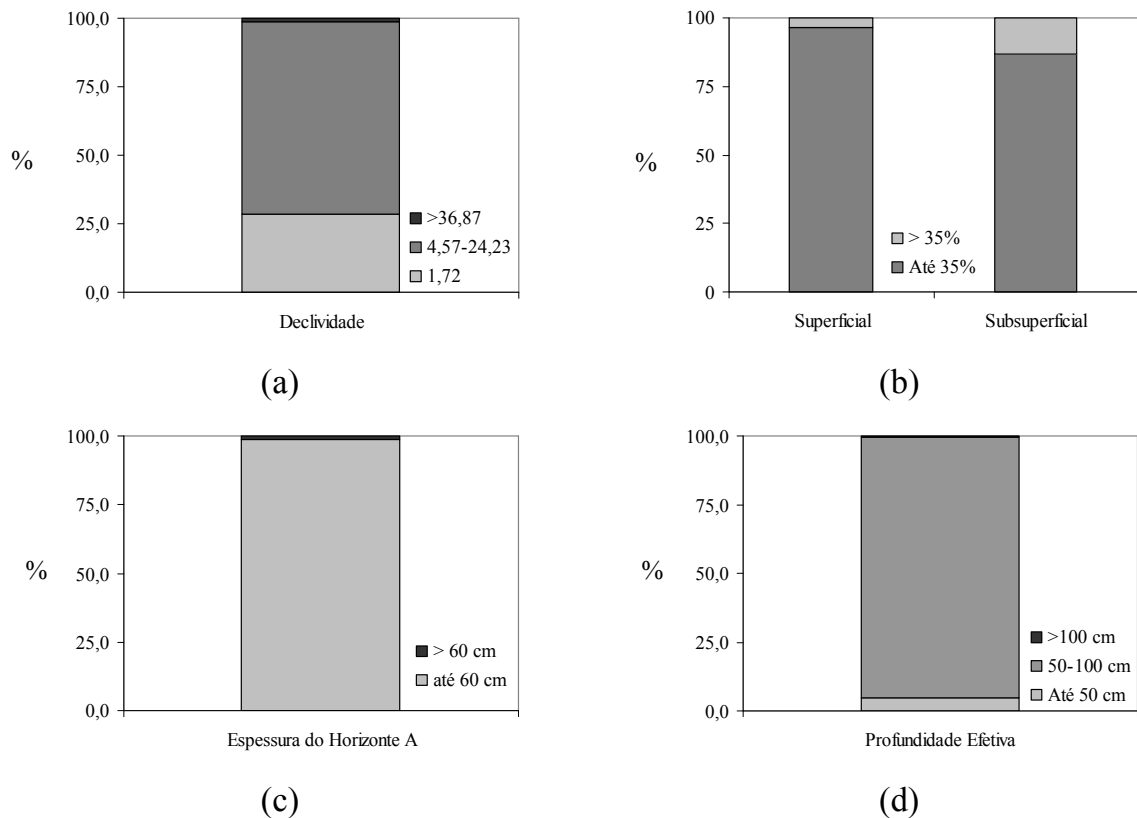 100,0
75,0
50,0
25,0
0,0
%
>36,87
4,57-24,23
1,72
Declividade
(a)
100
75
50
25
0
%
> 35%
Até 35%
Superficial Subsuperficial
(b)
100,0
75,0
50,0
25,0
0,0
%
> 60 cm
até 60 cm
Espessura do Horizonte A
(c)
100,0
75,0
50,0
25,0
0,0
%
>100 cm
50-100 cm
Até 50 cm
Profundidade Efetiva
(d)